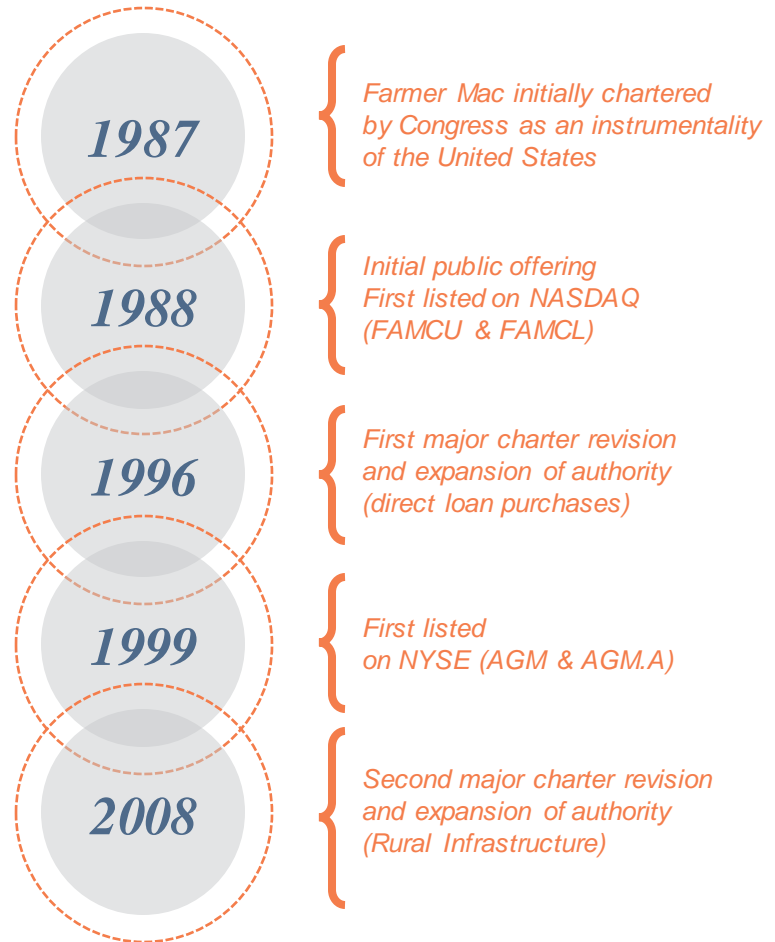 1987
Farmer Mac initially chartered
by Congress as an instrumentality
of the United States
1988
Initial public offering
First listed on NASDAQ
(FAMCU & FAMCL)
1996
First major charter revision
and expansion of authority
(direct loan purchases)
1999
First listed
on NYSE (AGM & AGM.A)
2008
Second major charter revision
and expansion of authority
(Rural Infrastructure)